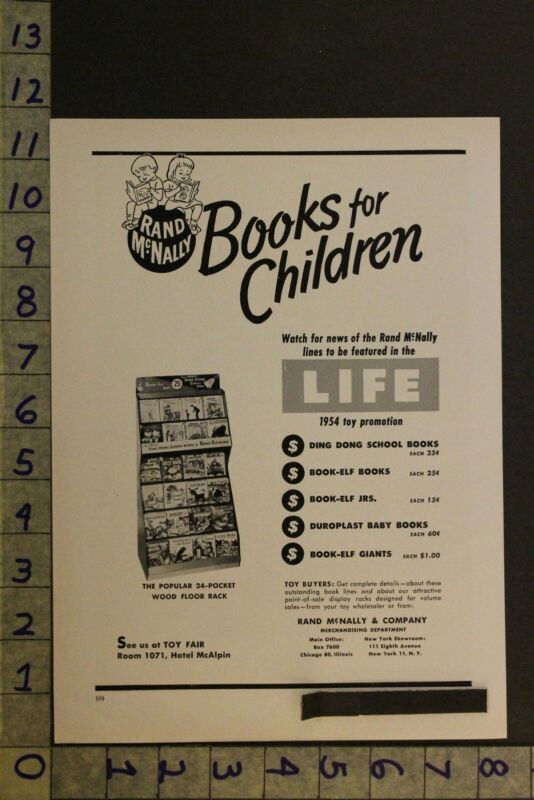 13
12
11
10
9
8
7
6
5
4
3
2
1
0
1
2
3
4
5
6
7
8
RAND
McNALLY
Books for
Children
Watch for news of the Rand McNally
lines to be featured in the
LIFE
1954 toy promotion
$ DING DONG SCHOOL BOOKS
EACH 25¢
$ BOOK-ELF BOOKS EACH 25¢
$ BOOK-ELF JRS. EACH 15¢
$ DUROPLAST BABY BOOKS
EACH 60¢
$ BOOK-ELF GIANTS EACH $1.00
25¢
THE POPULAR 24-POCKET
WOOD FLOOR RACK
TOY BUYERS: Get complete details—about these
outstanding book lines and about our attractive
point-of-sale display racks designed for volume
sales—from your toy wholesaler or from:
RAND McNALLY & COMPANY
MERCHANDISING DEPARTMENT
Main Office:
Box 7600
Chicago 80, Illinois
New York Showroom:
111 Eighth Avenue
New York 11, N. Y.
See us at TOY FAIR
Room 1071, Hotel McAlpin
104